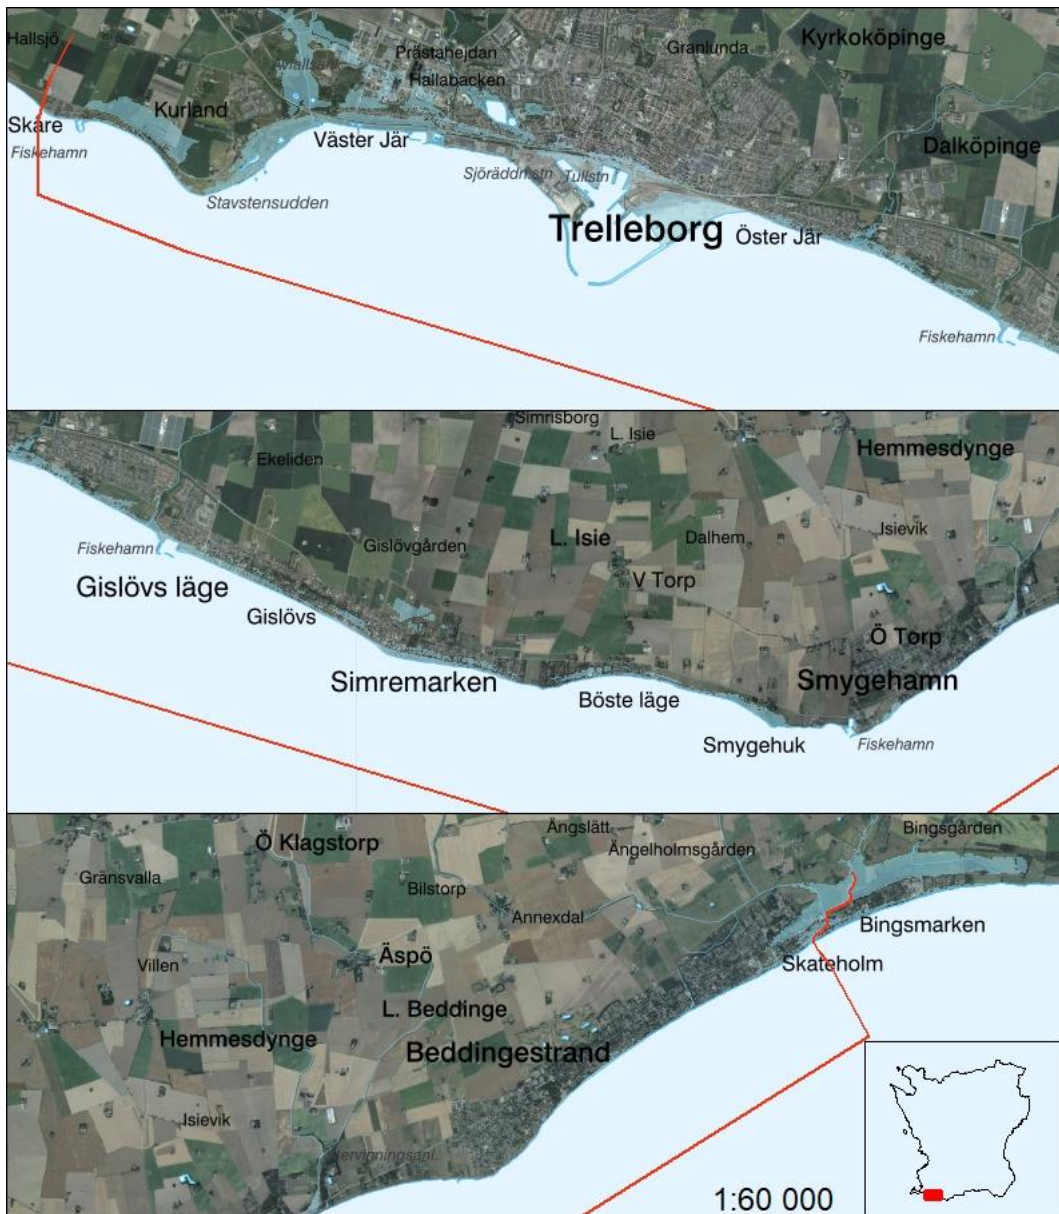 Hallsjö
Prästahejdan
Granlunda
Kyrkoköpinge
Hallabacken
Kurland
Skåre
Väster Jär
Dalköpinge
Fiskehamn
Sjöräddn.stn
Tullstn
Stavstensudden
Trelleborg
Öster Jär
Fiskehamn
Simrisborg
L. Isie
Hemmesdynge
Ekeliden
Isievik
L. Isie
Dalhem
Gislövgården
Fiskehamn
V Torp
Gislövs läge
Gislövs
Ö Torp
Simremarken
Smygehamn
Böste läge
Smygehuk
Fiskehamn
Ängslätt
Bingsgården
Ö Klagstorp
Ängelholmsgården
Gränsvalla
Bilstorp
Annexdal
Bingsmarken
Äspö
Villen
Skateholm
L. Beddinge
Hemmesdynge
Beddingestrand
Isievik
1:60 000